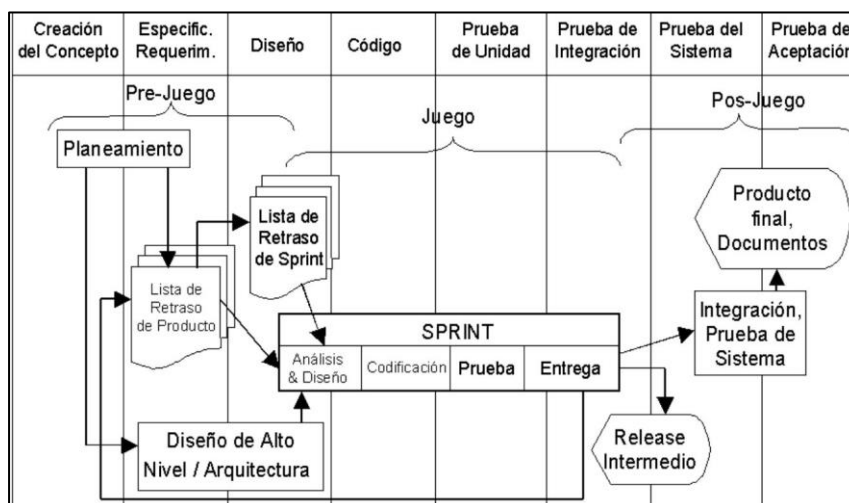 Creación
del Concepto
Especific.
Requerim.
Diseño
Código
Prueba
de Unidad
Prueba de
Integración
Prueba del
Sistema
Prueba de
Aceptación
Pre-Juego
Juego
Pos-Juego
Planeamiento
Lista de
Retraso
de Sprint
Producto
final,
Documentos
Lista de
Retraso
de Producto
SPRINT
Análisis
& Diseño
Codificación
Prueba
Entrega
Integración,
Prueba de
Sistema
Diseño de Alto
Nivel / Arquitectura
Release
Intermedio